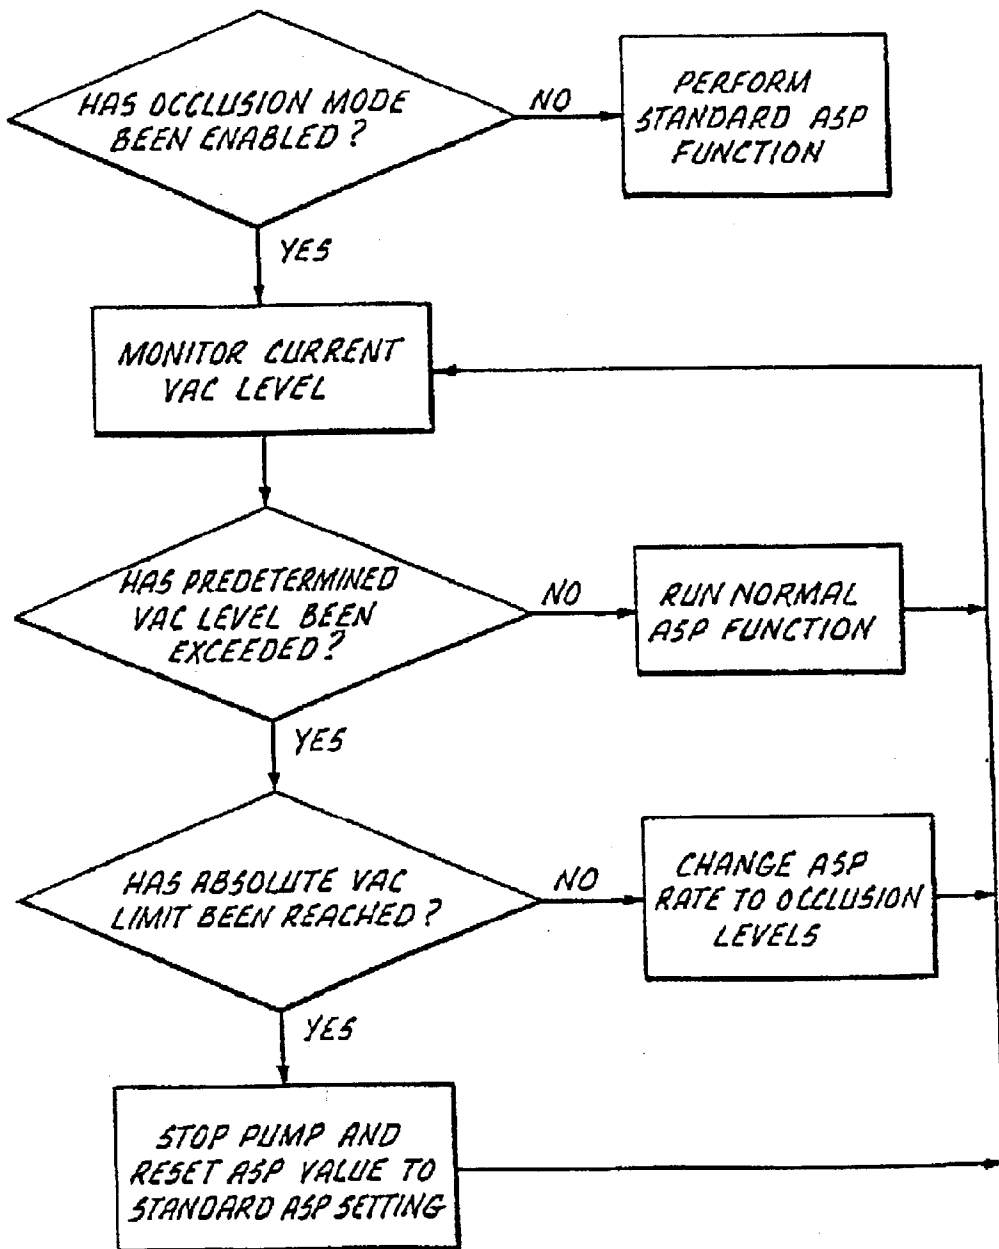 HAS OCCLUSION MODE
BEEN ENABLED?
NO
PERFORM
STANDARD ASP
FUNCTION
YES
MONITOR CURRENT
VAC LEVEL
HAS PREDETERMINED
VAC LEVEL BEEN
EXCEEDED?
NO
RUN NORMAL
ASP FUNCTION
YES
HAS ABSOLUTE VAC
LIMIT BEEN REACHED?
NO
CHANGE ASP
RATE TO OCCLUSION
LEVELS
YES
STOP PUMP AND
RESET ASP VALUE TO
STANDARD ASP SETTING